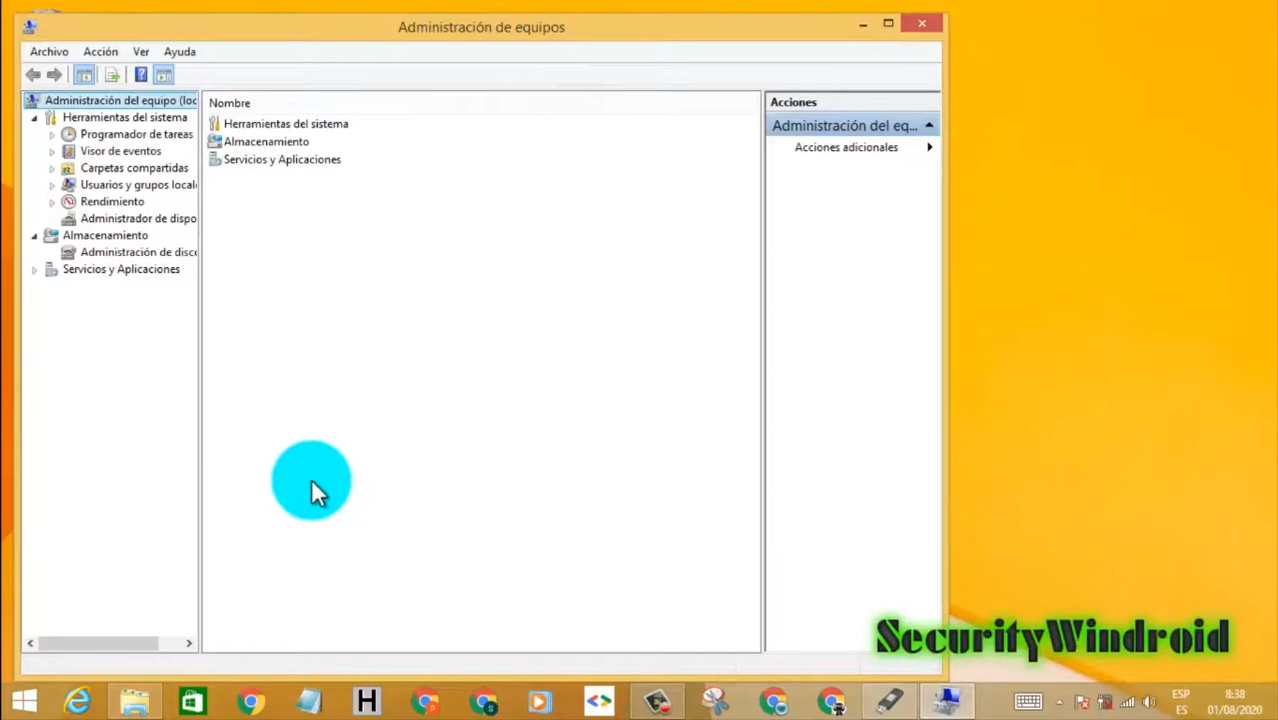 Administración de equipos
Archivo Acción Ver Ayuda
Administración del equipo (loc
Herramientas del sistema
Programador de tareas
Visor de eventos
Carpetas compartidas
Usuarios y grupos locale
Rendimiento
Administrador de dispo
Almacenamiento
Administración de disco
Servicios y Aplicaciones
Nombre
Herramientas del sistema
Almacenamiento
Servicios y Aplicaciones
Acciones
Administración del eq...
Acciones adicionales
SecurityWindroid
H
ESP
ES
8:38
01/08/2020